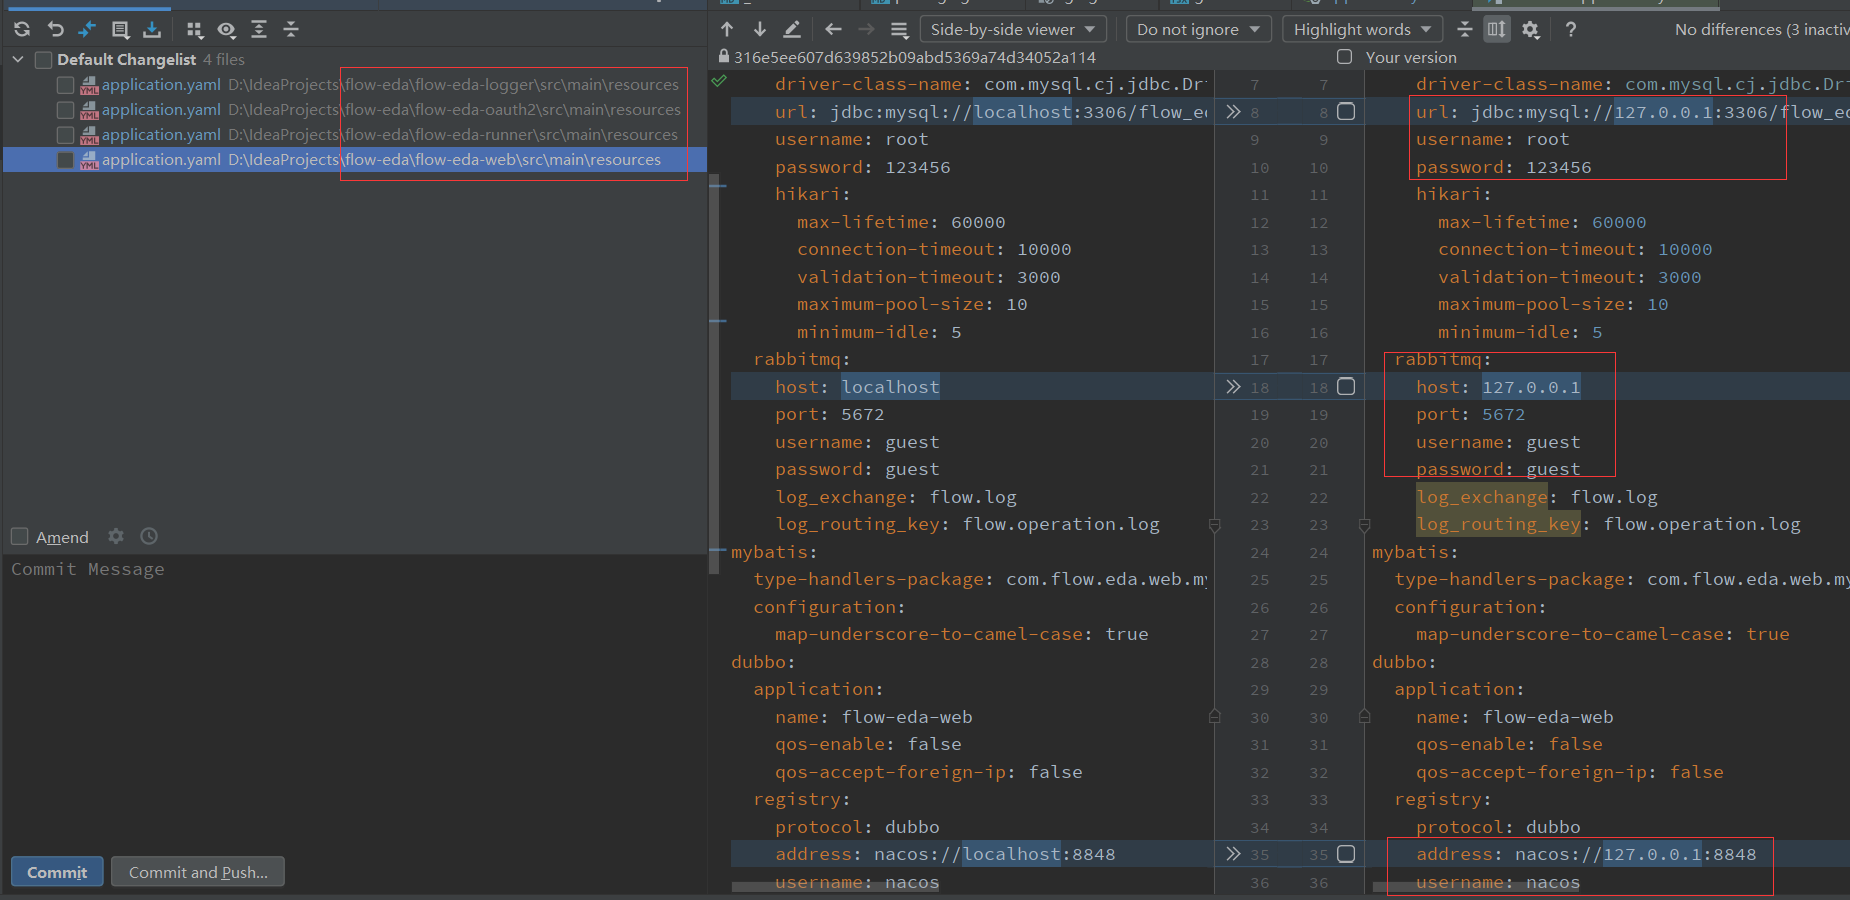 Side-by-side viewer
Do not ignore
Highlight words
?
No differences (3 inactiv
Default Changelist 4 files
application.yaml D:\IdeaProjects\flow-eda\flow-eda-logger\src\main\resources
application.yaml D:\IdeaProjects\flow-eda\flow-eda-oauth2\src\main\resources
application.yaml D:\IdeaProjects\flow-eda\flow-eda-runner\src\main\resources
application.yaml D:\IdeaProjects\flow-eda\flow-eda-web\src\main\resources
Amend
Commit Message
Commit
Commit and Push...
316e5ee607d639852b09abd5369a74d34052a114
Your version
driver-class-name: com.mysql.cj.jdbc.Dr 7 7 driver-class-name: com.mysql.cj.jdbc.Dri
url: jdbc:mysql://localhost:3306/flow_ed 8 8 url: jdbc:mysql://127.0.0.1:3306/flow_ed
username: root 9 9 username: root
password: 123456 10 10 password: 123456
hikari: 11 11 hikari:
max-lifetime: 60000 12 12 max-lifetime: 60000
connection-timeout: 10000 13 13 connection-timeout: 10000
validation-timeout: 3000 14 14 validation-timeout: 3000
maximum-pool-size: 10 15 15 maximum-pool-size: 10
minimum-idle: 5 16 16 minimum-idle: 5
rabbitmq: 17 17 rabbitmq:
host: localhost 18 18 host: 127.0.0.1
port: 5672 19 19 port: 5672
username: guest 20 20 username: guest
password: guest 21 21 password: guest
log_exchange: flow.log 22 22 log_exchange: flow.log
log_routing_key: flow.operation.log 23 23 log_routing_key: flow.operation.log
mybatis: 24 24 mybatis:
type-handlers-package: com.flow.eda.web.my 25 25 type-handlers-package: com.flow.eda.web.my
configuration: 26 26 configuration:
map-underscore-to-camel-case: true 27 27 map-underscore-to-camel-case: true
dubbo: 28 28 dubbo:
application: 29 29 application:
name: flow-eda-web 30 30 name: flow-eda-web
qos-enable: false 31 31 qos-enable: false
qos-accept-foreign-ip: false 32 32 qos-accept-foreign-ip: false
registry: 33 33 registry:
protocol: dubbo 34 34 protocol: dubbo
address: nacos://localhost:8848 35 35 address: nacos://127.0.0.1:8848
username: nacos 36 36 username: nacos